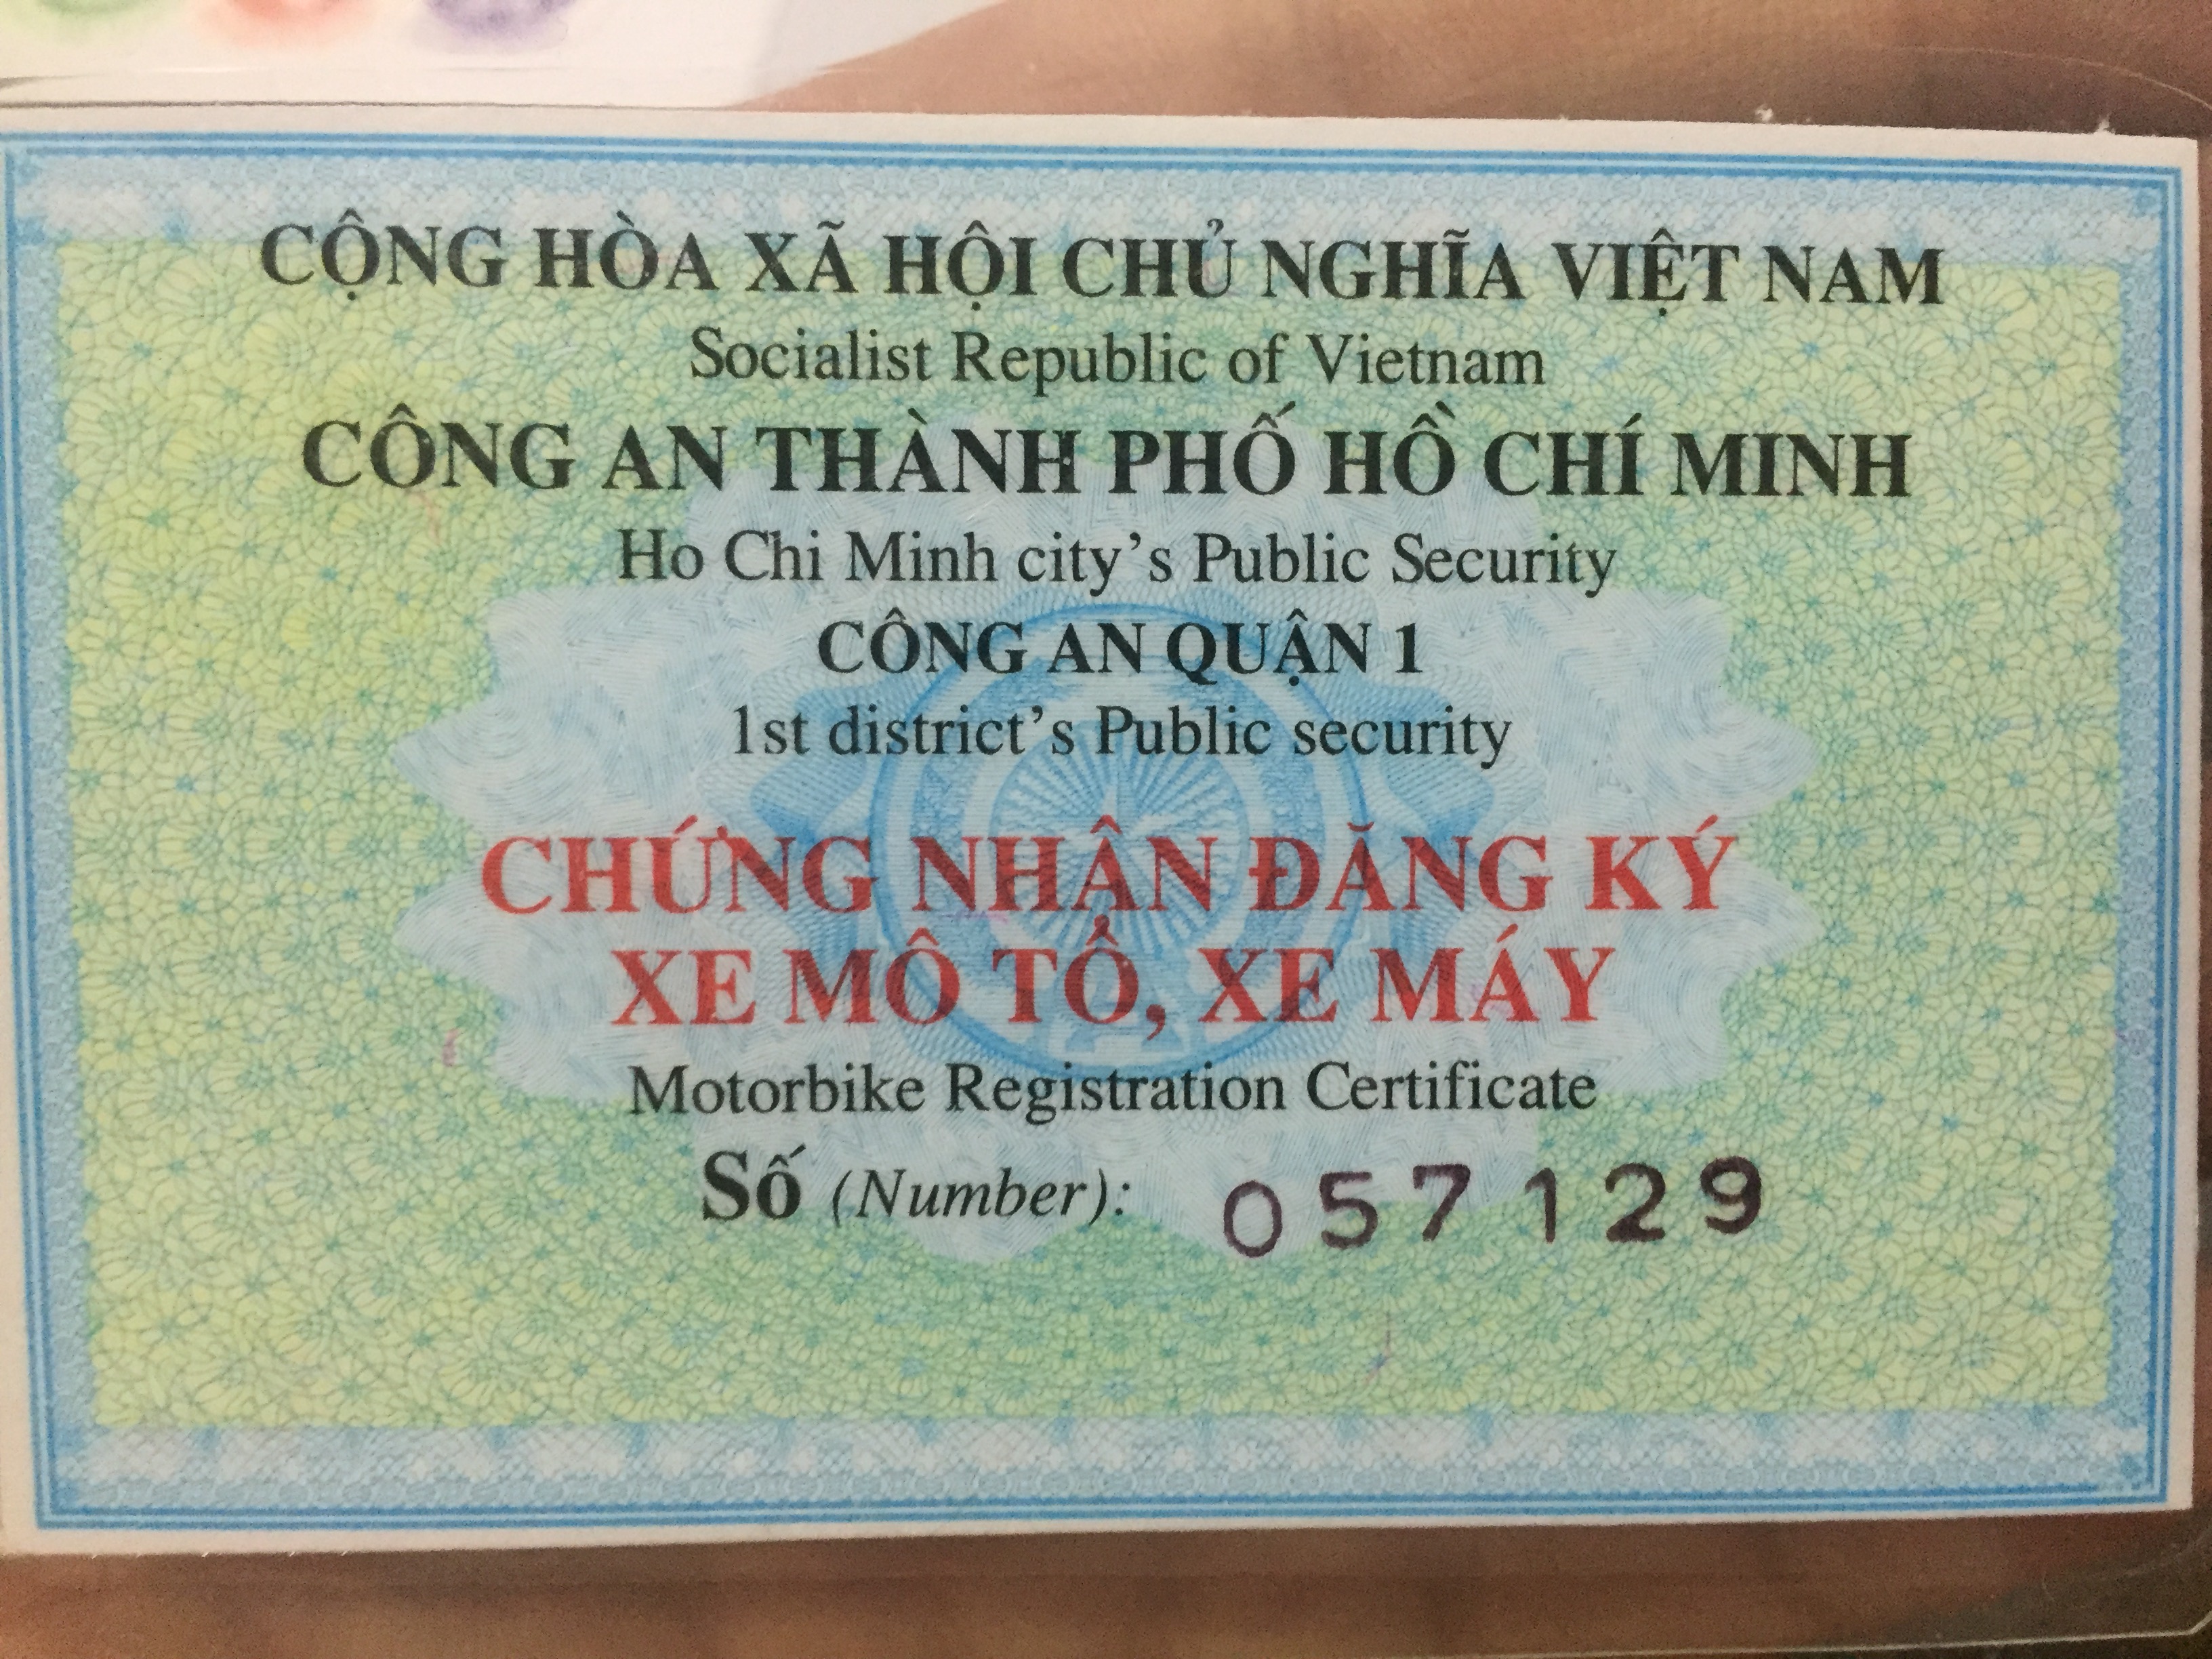 CỘNG HÒA XÃ HỘI CHỦ NGHĨA VIỆT NAM
Socialist Republic of Vietnam
CÔNG AN THÀNH PHỐ HỒ CHÍ MINH
Ho Chi Minh city’s Public Security
CÔNG AN QUẬN 1
1st district’s Public security
CHỨNG NHẬN ĐĂNG KÝ
XE MÔ TÔ, XE MÁY
Motorbike Registration Certificate
Số (Number): 057129